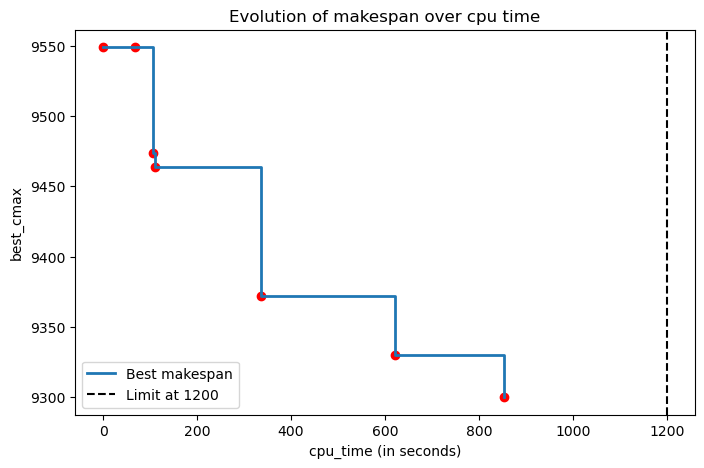 Evolution of makespan over cpu time
best_cmax
9550
9500
9450
9400
9350
9300
Best makespan
Limit at 1200
0
200
400
600
800
1000
1200
cpu_time (in seconds)